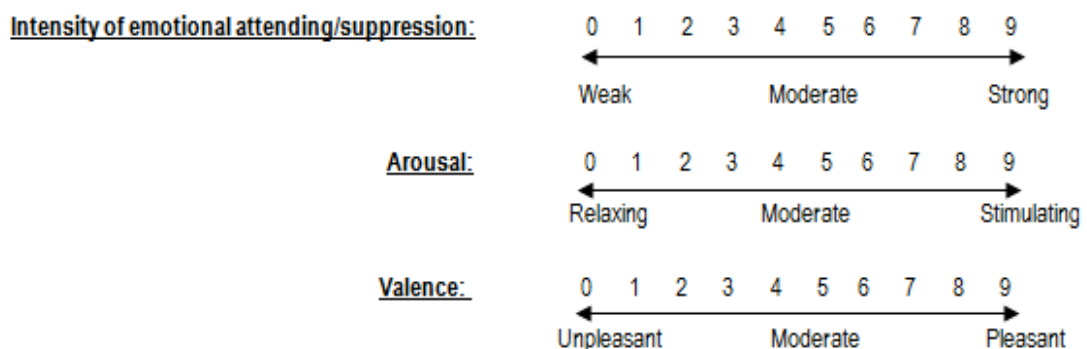 Intensity of emotional attending/suppression: 0 1 2 3 4 5 6 7 8 9
Weak Moderate Strong
Arousal: 0 1 2 3 4 5 6 7 8 9
Relaxing Moderate Stimulating
Valence: 0 1 2 3 4 5 6 7 8 9
Unpleasant Moderate Pleasant